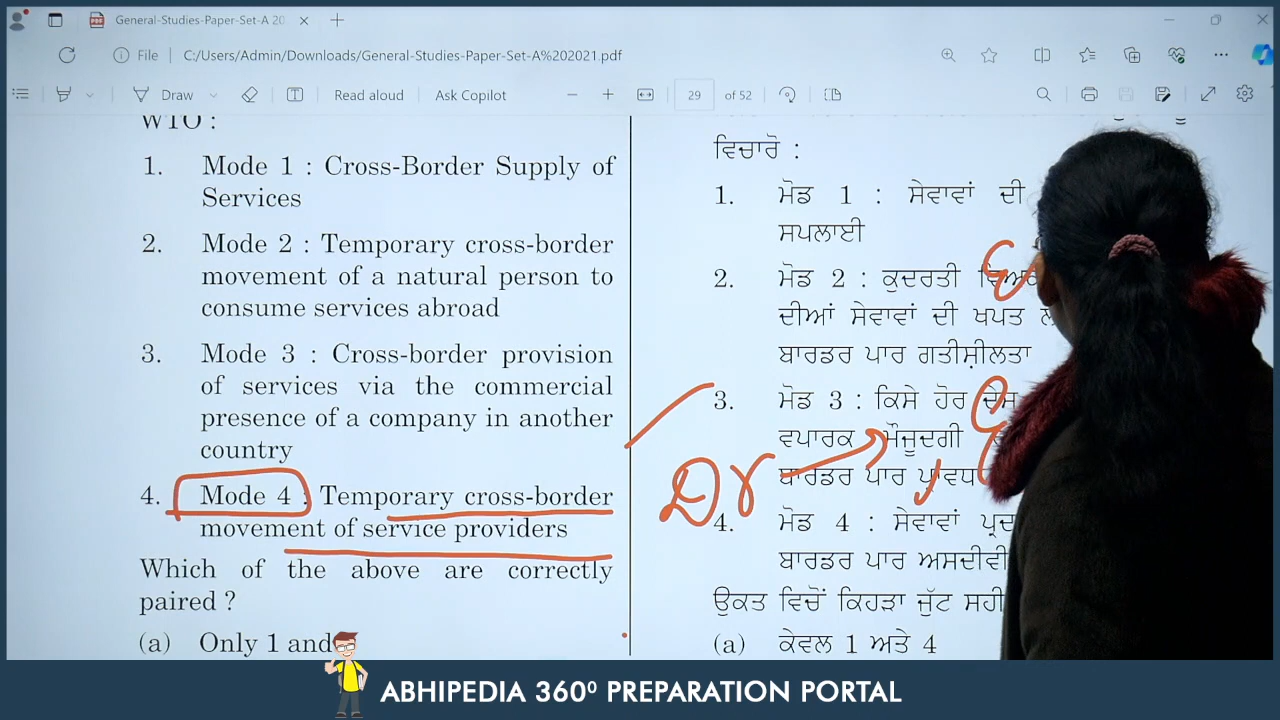 General-Studies-Paper-Set-A 20
File C:/Users/Admin/Downloads/General-Studies-Paper-Set-A%202021.pdf
Draw Read aloud Ask Copilot 29 of 52
WTO :
1. Mode 1 : Cross-Border Supply of
Services
2. Mode 2 : Temporary cross-border
movement of a natural person to
consume services abroad
3. Mode 3 : Cross-border provision
of services via the commercial
presence of a company in another
country
4. Mode 4 : Temporary cross-border
movement of service providers
Which of the above are correctly
paired ?
(a) Only 1 and
ਵਿਚਾਰੋ :
1. ਮੋਡ 1 : ਸੇਵਾਵਾਂ ਦੀ
ਸਪਲਾਈ
2. ਮੋਡ 2 : ਕੁਦਰਤੀ
ਦੀਆਂ ਸੇਵਾਵਾਂ ਦੀ ਖਪਤ
ਬਾਰਡਰ ਪਾਰ ਗਤੀਸ਼ੀਲਤਾ
3. ਮੋਡ 3 : ਕਿਸੇ ਹੋਰ ਦੇਸ਼
ਵਪਾਰਕ ਮੌਜੂਦਗੀ
ਬਾਰਡਰ ਪਾਰ
4. ਮੋਡ 4 : ਸੇਵਾਵਾਂ
ਬਾਰਡਰ ਪਾਰ
ਉਕਤ ਵਿਚੋਂ ਕਿਹੜਾ ਜੁੱਟ ਸਹੀ
(a) ਕੇਵਲ 1 ਅਤੇ 4
Dr
ABHIPEDIA 360⁰ PREPARATION PORTAL